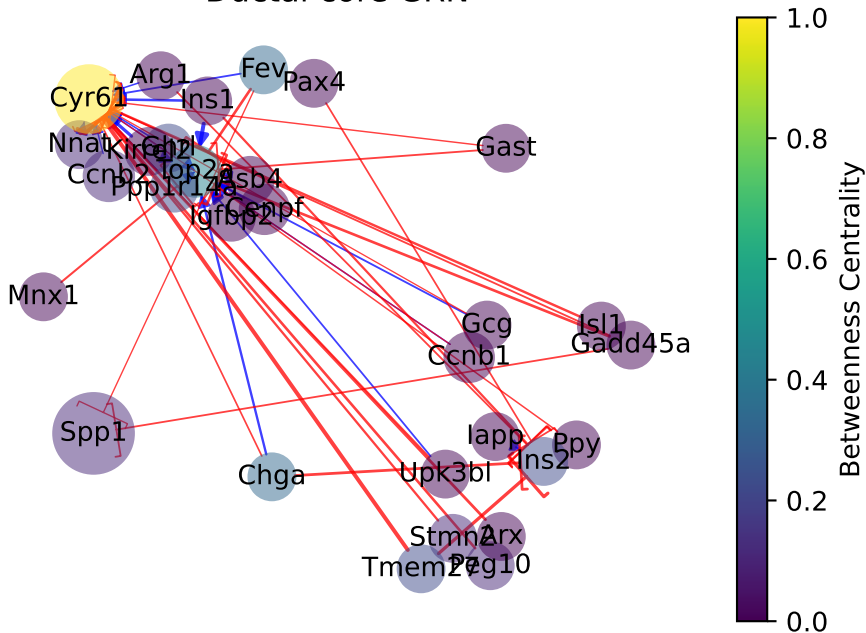 Ductal core GRN
1.0
Arg1
Fev
Pax4
Cyr61
Ins1
Nnat
Gast
Ccnb2
Top2a
Ppp1r14a
Asb4
Igfbp2
Cenpf
0.8
0.6
Mnx1
Gcg
Isl1
Gadd45a
Ccnb1
0.4
Spp1
Iapp
Ppy
Ins2
Chga
Upk3bl
0.2
Stmn2
Arx
Tmem27
Peg10
0.0
Betweenness Centrality